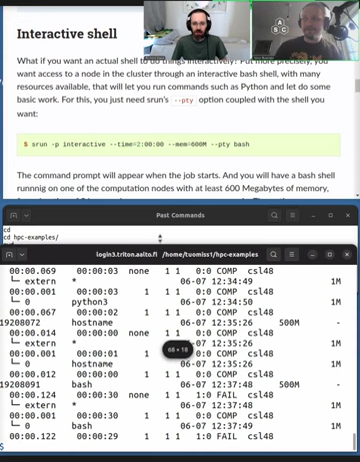 Interactive shell
What if you want an actual shell to do things interactively? Put more precisely, you
want access to a node in the cluster through an interactive bash shell, with many
resources available, that will let you run commands such as Python and let do some
basic work. For this, you just need srun's --pty option coupled with the shell you
want:
$ srun -p interactive --time=2:00:00 --mem=600M --pty bash
The command prompt will appear when the job starts. And you will have a bash shell
runnnig on one of the computation nodes with at least 600 Megabytes of memory,
Past Commands
cd
cd hpc-examples/
login3.triton.aalto.fi /home/tuomiss1/hpc-examples
00:00.069 00:00:03 none 1 1 0:0 COMP csl48
└─ extern * 06-07 12:34:49 1M
00:00.001 00:00:03 1 1 0:0 COMP csl48
└─ 0 python3 06-07 12:34:50 1M
00:00.067 00:00:02 1 1 0:0 COMP csl48
19208072 hostname 06-07 12:35:26 500M -
00:00.014 00:00:00 none 1 1 0:0 COMP csl48
└─ extern * 06-07 12:35:26 1M
00:00.001 00:00:01 1 1 0:0 COMP csl48
└─ 0 hostname 06-07 12:35:26 1M
00:00.012 00:00:00 1 1 0:0 COMP csl48
19208091 bash 06-07 12:37:48 500M -
00:00.124 00:00:30 none 1 1 0:0 FAIL csl48
└─ extern * 06-07 12:37:48 1M
00:00.001 00:00:30 1 1 0:0 COMP csl48
└─ 0 bash 06-07 12:37:49 1M
00:00.122 00:00:29 1 1:0 FAIL csl48
$
68 × 18
A
S C